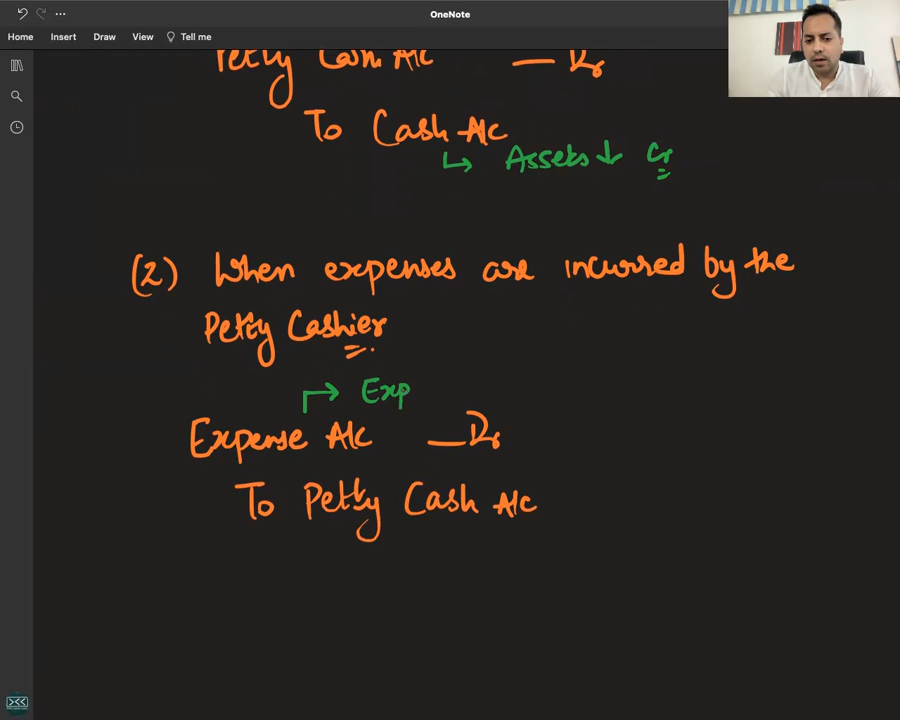 OneNote
Home Insert Draw View Tell me
Petty Cash A/c — Dr
To Cash A/c
↳ Assets↓ Cr
(2) When expenses are incurred by the
Petty Cashier
Exp
Expense A/c — Dr
To Petty Cash A/c